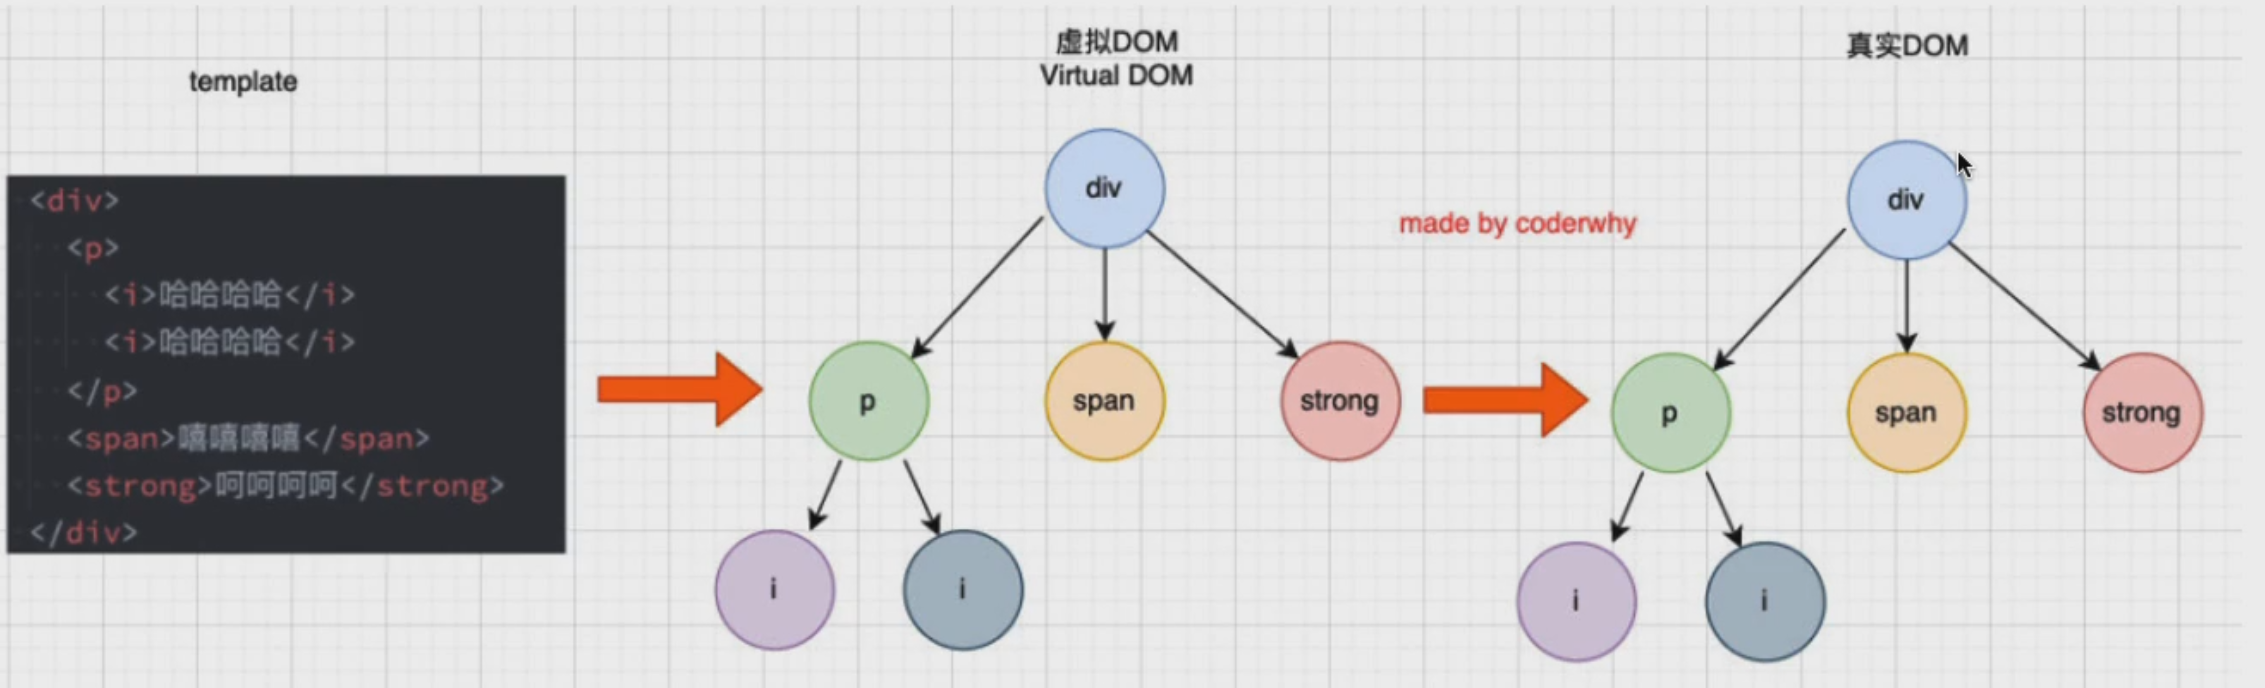 template
<div>
<p>
<i>哈哈哈哈</i>
<i>哈哈哈哈</i>
</p>
<span>嘻嘻嘻嘻</span>
<strong>呵呵呵呵</strong>
</div>
虚拟DOM
Virtual DOM
div
p
span
strong
i
i
made by coderwhy
真实DOM
div
p
span
strong
i
i